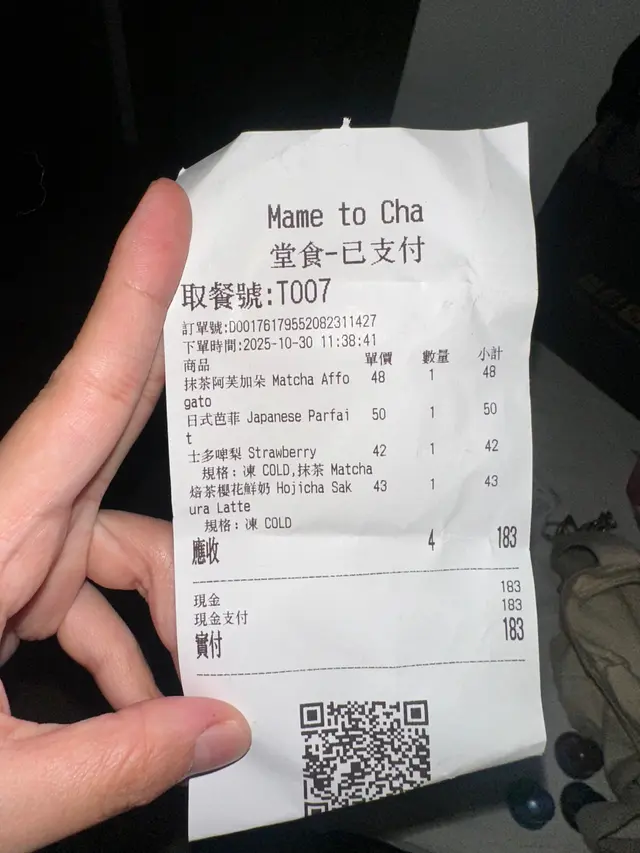 Mame to Cha
堂食-已支付
取餐號:T007
訂單號:D00176179552082311427
下單時間:2025-10-30 11:38:41
商品 單價 數量 小計
抹茶阿芙加朵 Matcha Affo 48 1 48
gato
日式芭菲 Japanese Parfai 50 1 50
t
士多啤梨 Strawberry 42 1 42
規格: 凍 COLD,抹茶 Matcha
焙茶櫻花鮮奶 Hojicha Sak 43 1 43
ura Latte
規格: 凍 COLD
應收 4 183
現金 183
現金支付 183
實付 183